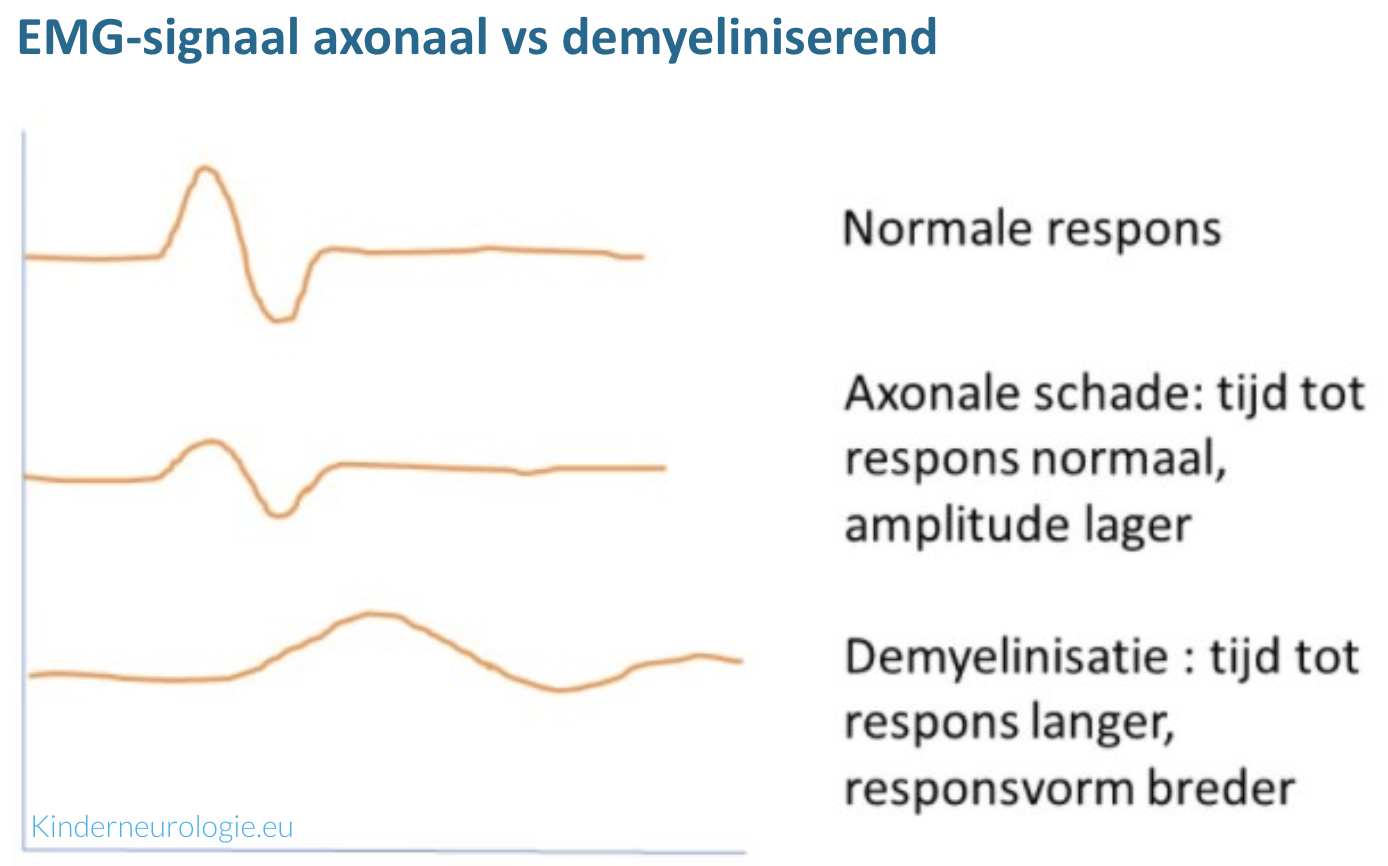 EMG-signaal axonaal vs demyeliniserend
Normale respons
Axonale schade: tijd tot
respons normaal,
amplitude lager
Demyelinisatie : tijd tot
respons langer,
responsvorm breder
Kinderneurologie.eu